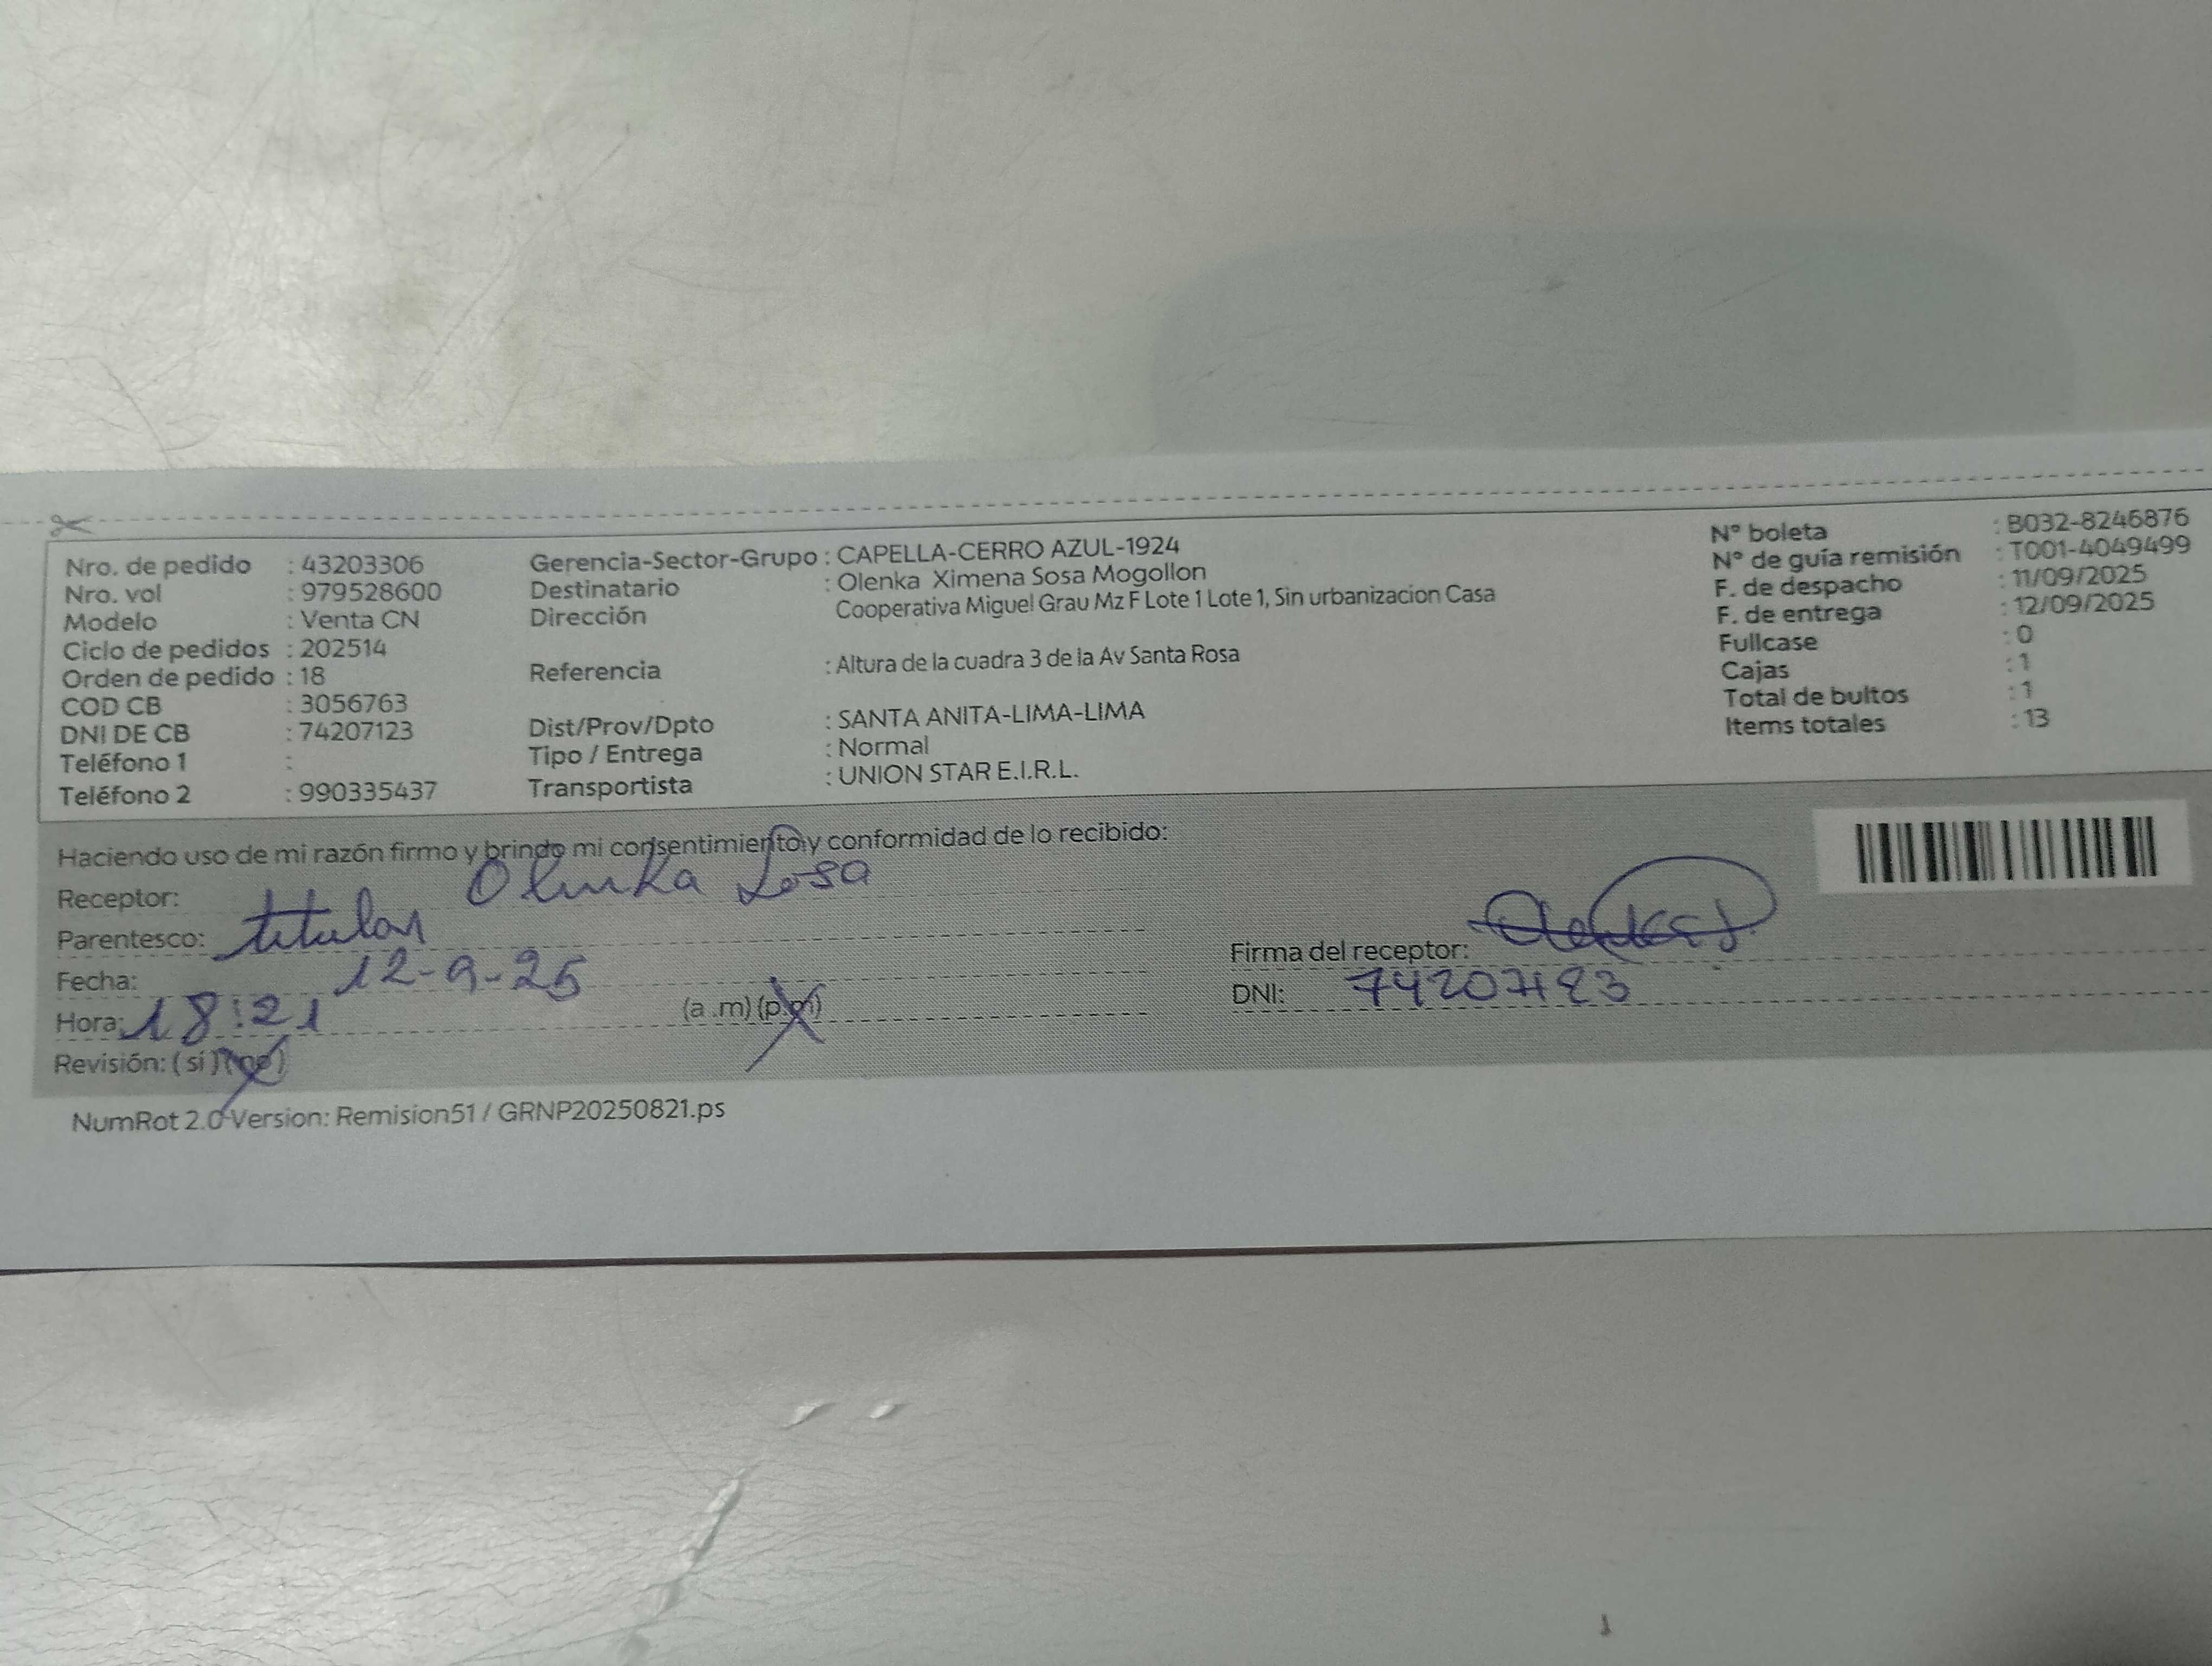 Nro. de pedido : 43203306
Nro. vol : 979528600
Modelo : Venta CN
Ciclo de pedidos : 202514
Orden de pedido : 18
COD CB : 3056763
DNI DE CB : 74207123
Teléfono 1 :
Teléfono 2 : 990335437
Gerencia-Sector-Grupo : CAPELLA-CERRO AZUL-1924
Destinatario : Olenka Ximena Sosa Mogollon
Dirección Cooperativa Miguel Grau Mz F Lote 1 Lote 1, Sin urbanizacion Casa
Referencia : Altura de la cuadra 3 de la Av Santa Rosa
Dist/Prov/Dpto : SANTA ANITA-LIMA-LIMA
Tipo / Entrega : Normal
Transportista : UNION STAR E.I.R.L.
N° boleta : B032-8246876
N° de guía remisión : T001-4049499
F. de despacho : 11/09/2025
F. de entrega : 12/09/2025
Fullcase : 0
Cajas : 1
Total de bultos : 1
Items totales : 13
Haciendo uso de mi razón firmo y brindo mi consentimiento y conformidad de lo recibido:
Receptor: Olenka Sosa
Parentesco: titular
Fecha: 12-9-25
Hora: 18:21 (a .m) (p.m)
Revisión: ( sí ) (no)
Firma del receptor:
DNI: 74207123
NumRot 2.0-Version: Remision51 / GRNP20250821.ps